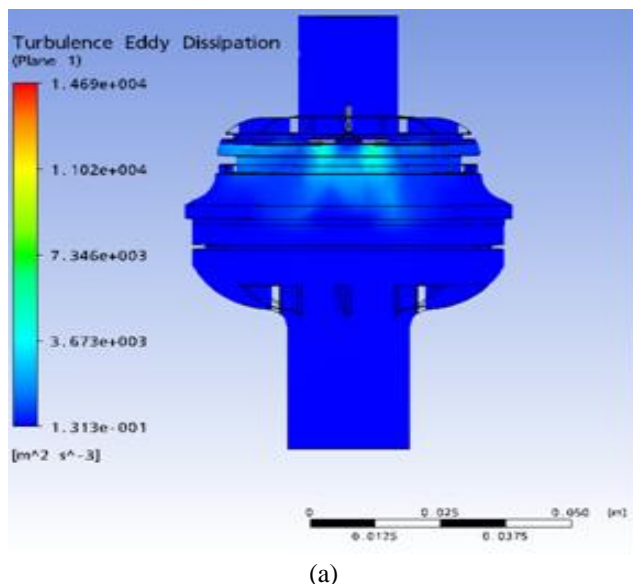 Turbulence Eddy Dissipation
(Plane 1)
1.469e+004
1.102e+004
7.346e+003
3.673e+003
1.313e-001
[m^2 s^-3]
0 0.025 0.050 [m]
0.0125 0.0375
(a)